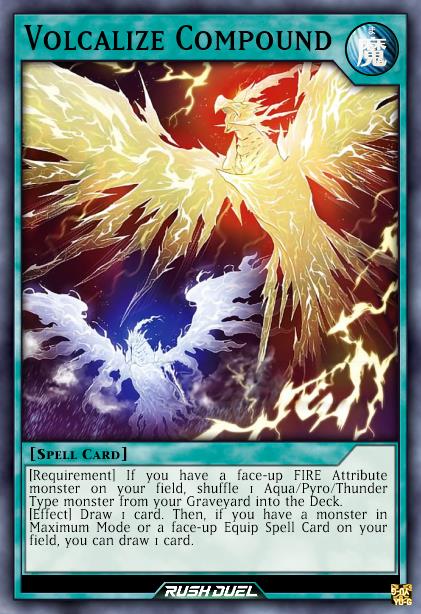 VOLCALIZE COMPOUND
ま
魔
[SPELL CARD]
[Requirement] If you have a face-up FIRE Attribute
monster on your field, shuffle 1 Aqua/Pyro/Thunder
Type monster from your Graveyard into the Deck.
[Effect] Draw 1 card. Then, if you have a monster in
Maximum Mode or a face-up Equip Spell Card on your
field, you can draw 1 card.
RUSH DUEL